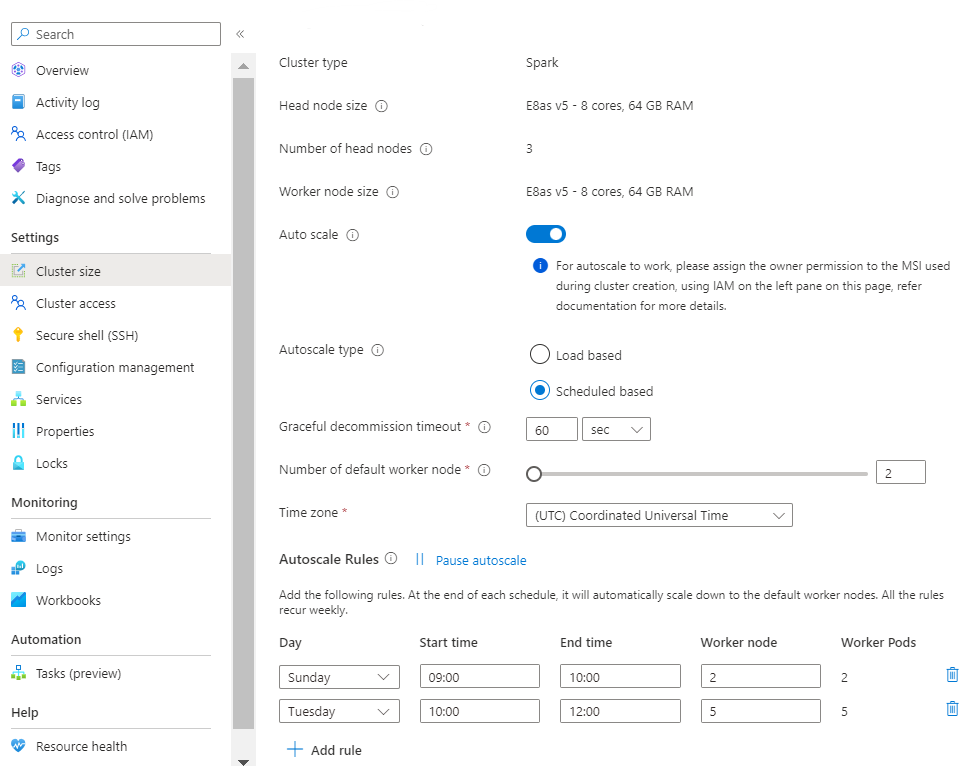 Search
Overview
Activity log
Access control (IAM)
Tags
Diagnose and solve problems
Settings
Cluster size
Cluster access
Secure shell (SSH)
Configuration management
Services
Properties
Locks
Monitoring
Monitor settings
Logs
Workbooks
Automation
Tasks (preview)
Help
Resource health
Cluster type Spark
Head node size E8as v5 - 8 cores, 64 GB RAM
Number of head nodes 3
Worker node size E8as v5 - 8 cores, 64 GB RAM
Auto scale
For autoscale to work, please assign the owner permission to the MSI used
during cluster creation, using IAM on the left pane on this page, refer
documentation for more details.
Autoscale type
Load based
Scheduled based
Graceful decommission timeout * 60 sec
Number of default worker node * 2
Time zone * (UTC) Coordinated Universal Time
Autoscale Rules Pause autoscale
Add the following rules. At the end of each schedule, it will automatically scale down to the default worker nodes. All the rules
recur weekly.
Day Start time End time Worker node Worker Pods
Sunday 09:00 10:00 2 2
Tuesday 10:00 12:00 5 5
Add rule